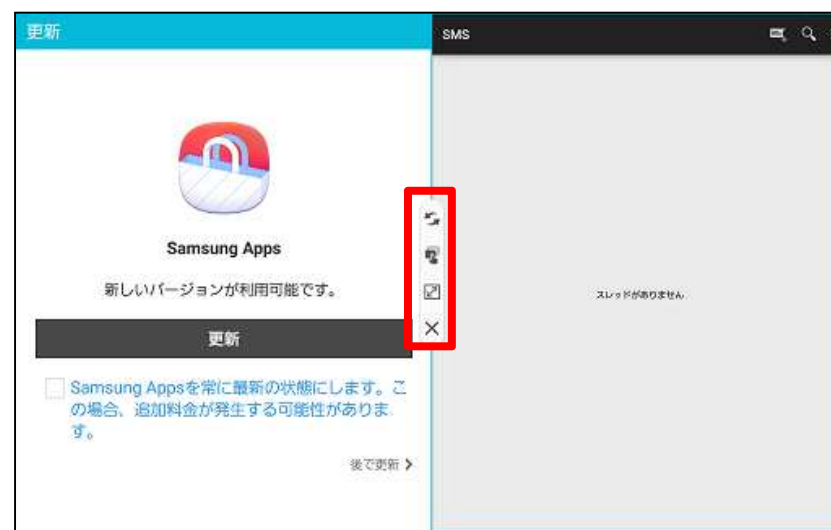 更新
SMS
Samsung Apps
新しいバージョンが利用可能です。
更新
Samsung Appsを常に最新の状態にします。こ
の場合、追加料金が発生する可能性がありま
す。
後で更新
スレッドがありません